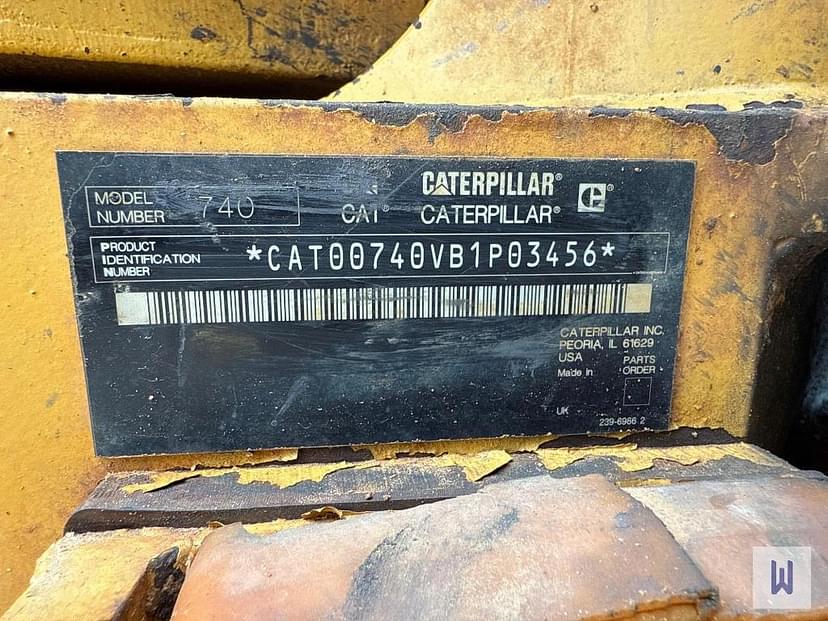 CATERPILLAR
MODEL NUMBER 740
CAT® CATERPILLAR®
PRODUCT IDENTIFICATION NUMBER *CAT00740VB1P03456*
CATERPILLAR INC.
PEORIA, IL 61629
USA PARTS
Made in ORDER
UK
239-6966 2
W